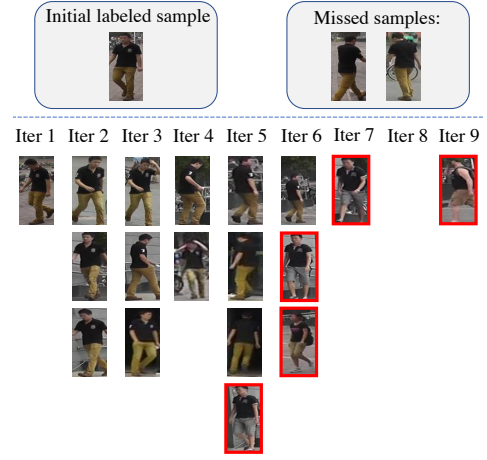 Initial labeled sample
Missed samples:
Iter 1 Iter 2 Iter 3 Iter 4 Iter 5 Iter 6 Iter 7 Iter 8 Iter 9